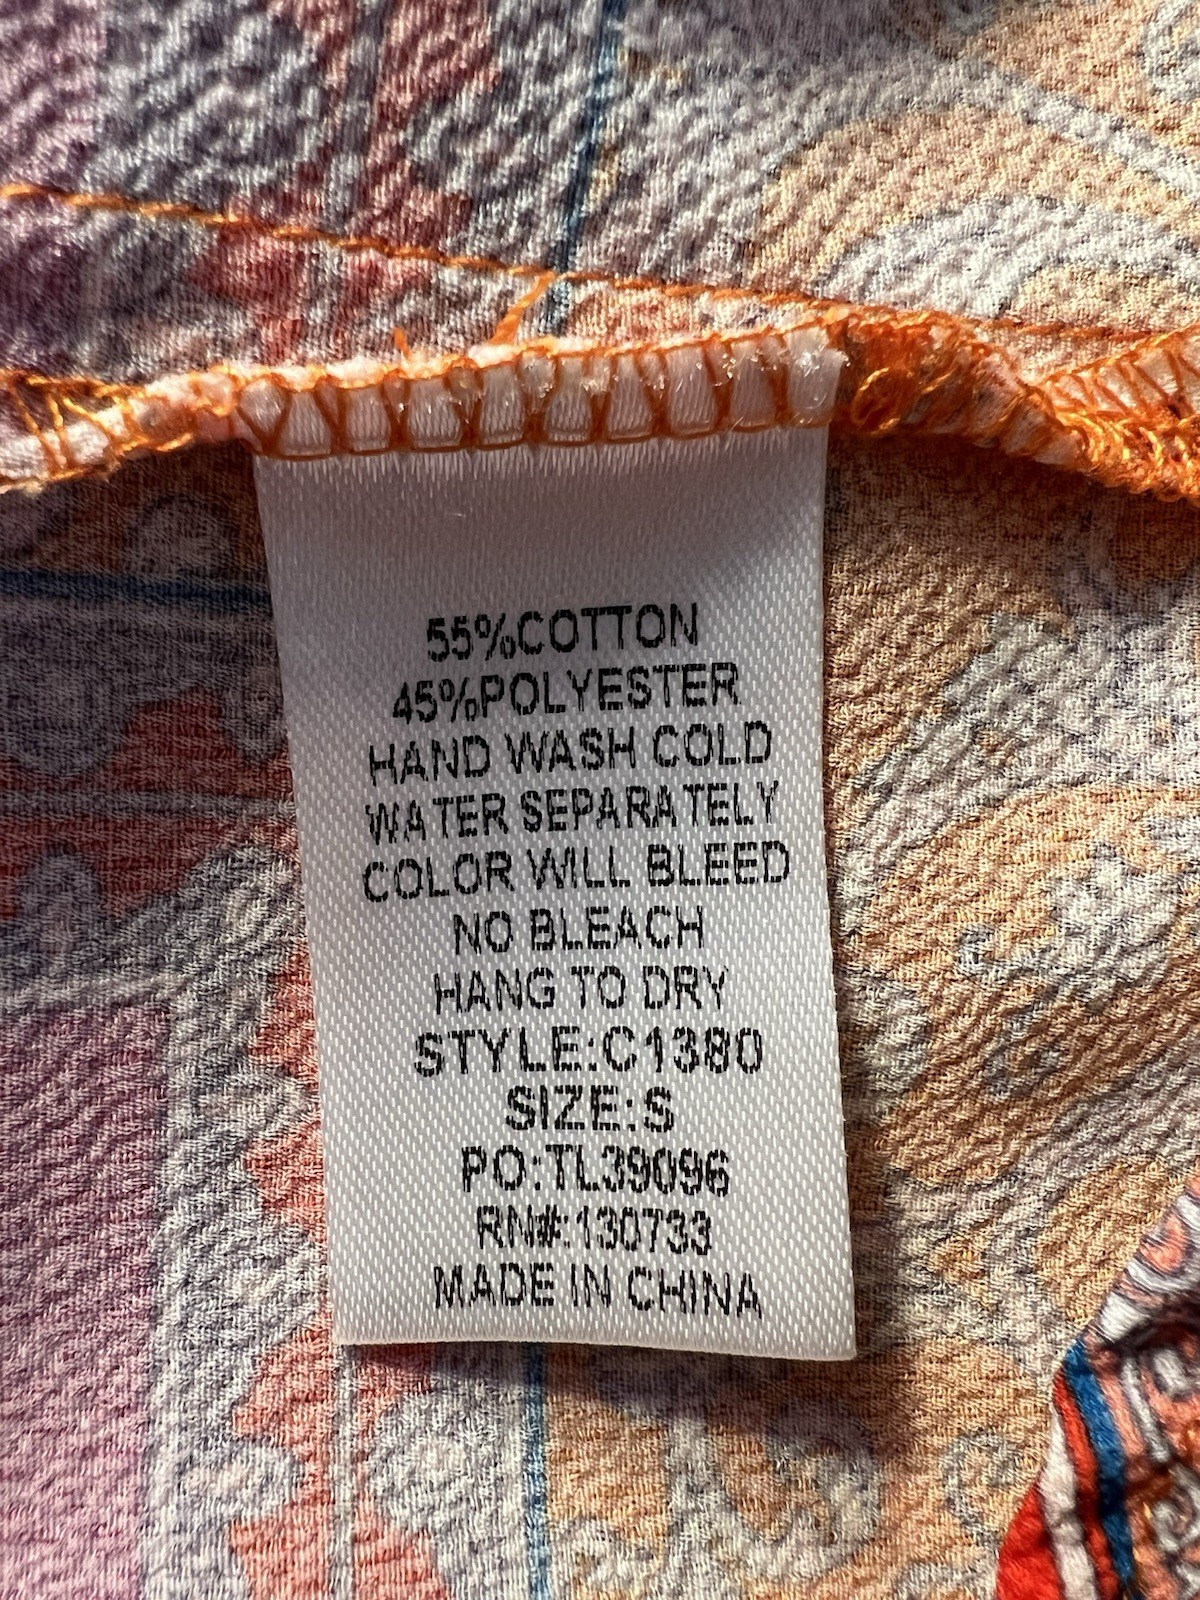 55%COTTON
45%POLYESTER
HAND WASH COLD
WATER SEPARATELY
COLOR WILL BLEED
NO BLEACH
HANG TO DRY
STYLE:C1380
SIZE:S
PO:TL39096
RN#:130733
MADE IN CHINA